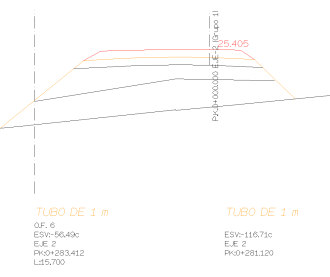 25.405
P.K:0+000,000 EJE-2 (Grupo 1)
TUBO DE 1 m
O.F. 6
ESV:-56.49c
EJE 2
PK:0+283,412
L:15,700
TUBO DE 1 m
ESV:-116.71c
EJE 2
PK:0+281,120